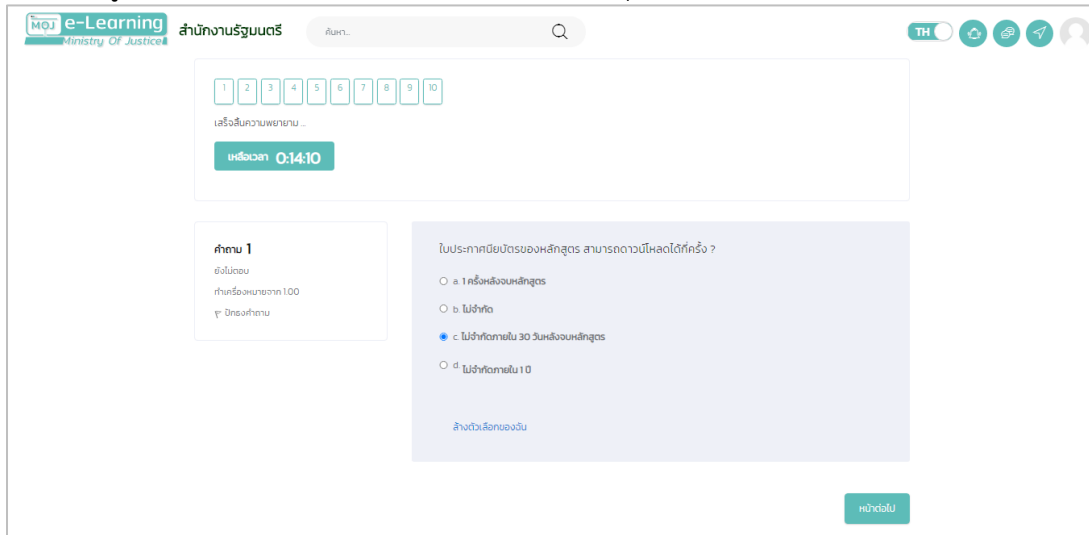 MOJ e-Learning
Ministry Of Justice
สำนักงานรัฐมนตรี
ค้นหา...
TH
1 2 3 4 5 6 7 8 9 10
เสร็จสิ้นความพยายาม ...
เหลือเวลา 0:14:10
คำถาม 1
ยังไม่ตอบ
ทำเครื่องหมายจาก 1.00
ปักธงคำถาม
ใบประกาศนียบัตรของหลักสูตร สามารถดาวน์โหลดได้กี่ครั้ง ?
a. 1 ครั้งหลังจบหลักสูตร
b. ไม่จำกัด
c. ไม่จำกัดภายใน 30 วันหลังจบหลักสูตร
d. ไม่จำกัดภายใน 1 ปี
ล้างตัวเลือกของฉัน
หน้าต่อไป